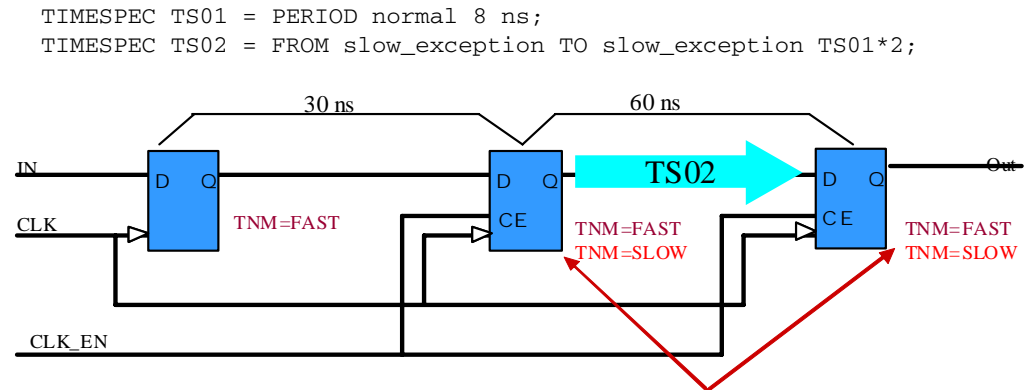 TIMESPEC TS01 = PERIOD normal 8 ns;
TIMESPEC TS02 = FROM slow_exception TO slow_exception TS01*2;
30 ns
60 ns
IN
D Q
D Q
TS02
D Q
Out
CLK
TNM=FAST
CE
TNM=FAST
TNM=SLOW
CE
TNM=FAST
TNM=SLOW
CLK_EN